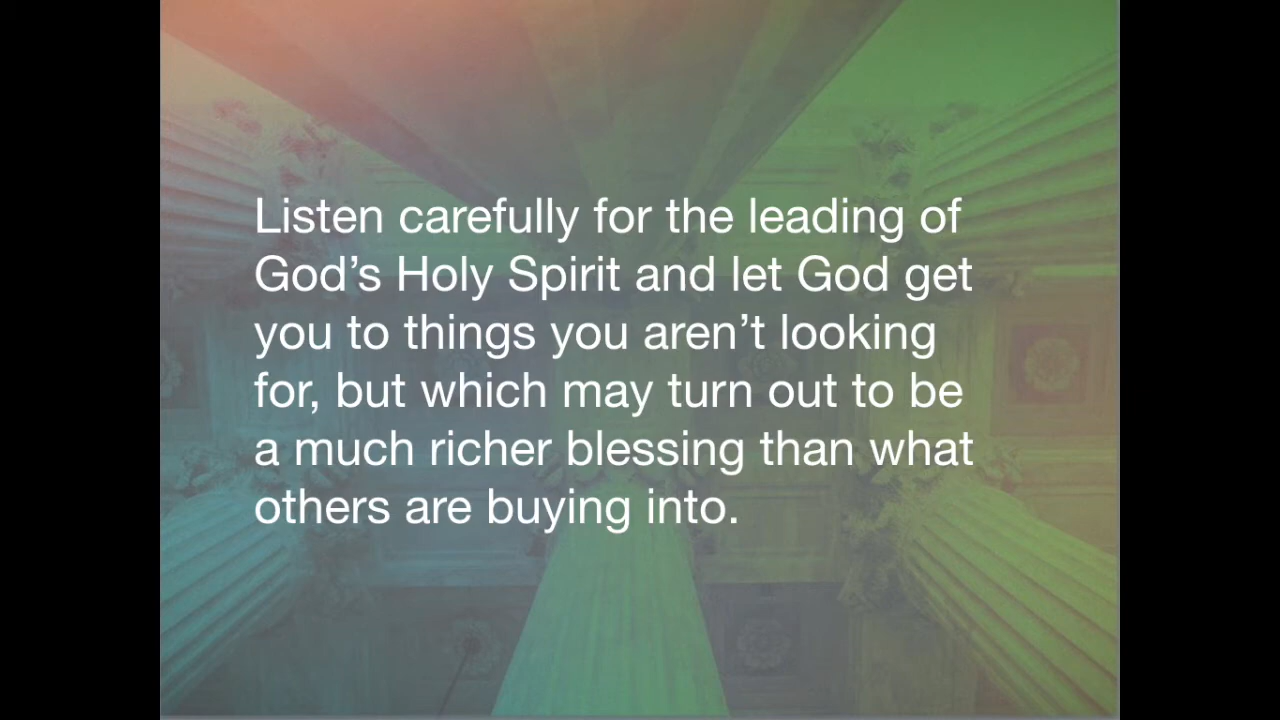 Listen carefully for the leading of
God’s Holy Spirit and let God get
you to things you aren’t looking
for, but which may turn out to be
a much richer blessing than what
others are buying into.